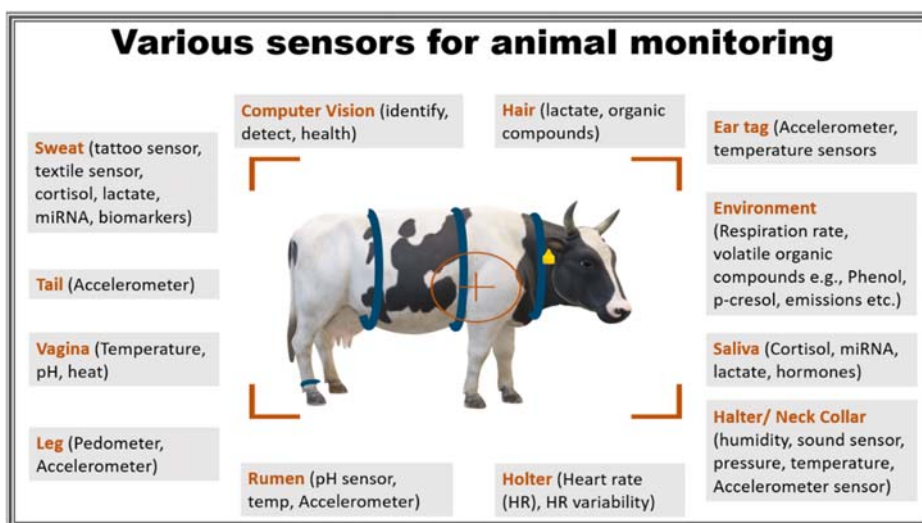 Various sensors for animal monitoring
Computer Vision (identify,
detect, health)
Hair (lactate, organic
compounds)
Ear tag (Accelerometer,
temperature sensors
Sweat (tattoo sensor,
textile sensor,
cortisol, lactate,
miRNA, biomarkers)
Environment
(Respiration rate,
volatile organic
compounds e.g., Phenol,
p-cresol, emissions etc.)
Tail (Accelerometer)
Vagina (Temperature,
pH, heat)
Saliva (Cortisol, miRNA,
lactate, hormones)
Leg (Pedometer,
Accelerometer)
Halter/ Neck Collar
(humidity, sound sensor,
pressure, temperature,
Accelerometer sensor)
Rumen (pH sensor,
temp, Accelerometer)
Holter (Heart rate
(HR), HR variability)